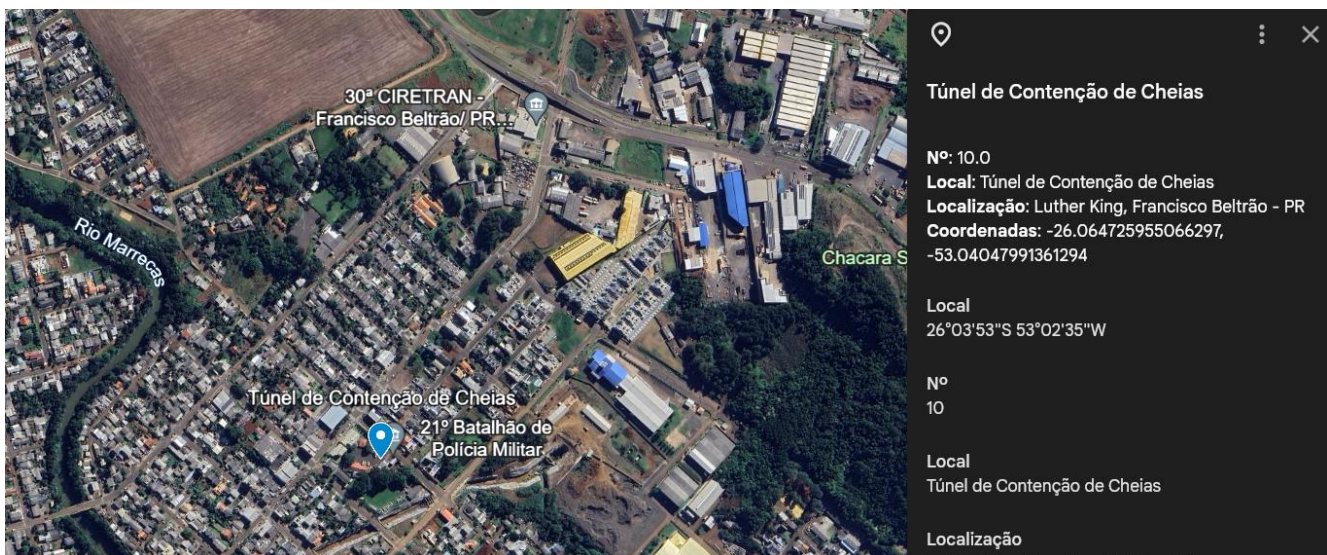 30ª CIRETRAN -
Francisco Beltrão/ PR...
Rio Marrecas
Chacara S
Túnel de Contenção de Cheias
21º Batalhão de
Polícia Militar
Túnel de Contenção de Cheias
Nº: 10.0
Local: Túnel de Contenção de Cheias
Localização: Luther King, Francisco Beltrão - PR
Coordenadas: -26.064725955066297,
-53.04047991361294
Local
26°03'53"S 53°02'35"W
Nº
10
Local
Túnel de Contenção de Cheias
Localização